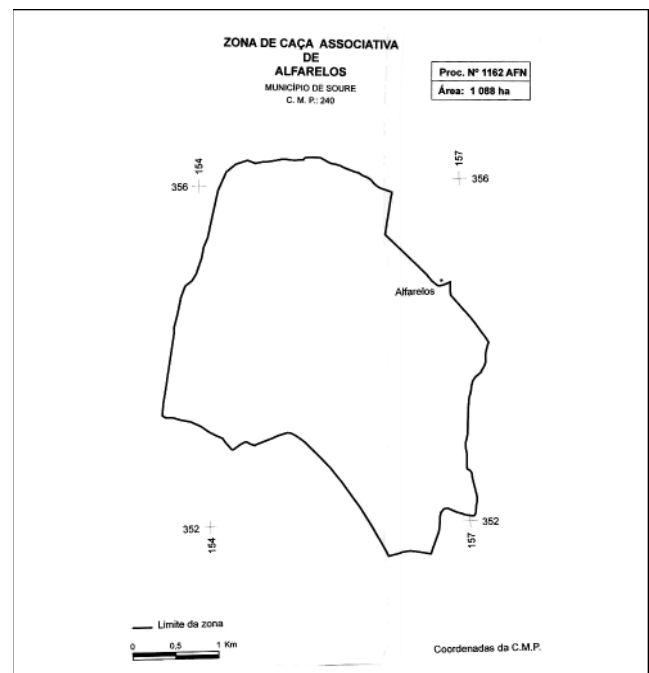 ZONA DE CAÇA ASSOCIATIVA
DE
ALFARELOS
MUNICÍPIO DE SOURE
C. M. P.: 240
Proc. Nº 1162 AFN
Área: 1 088 ha
154
356
157
356
Alfarelos
352
154
352
157
Limite da zona
0 0,5 1 Km
Coordenadas da C.M.P.